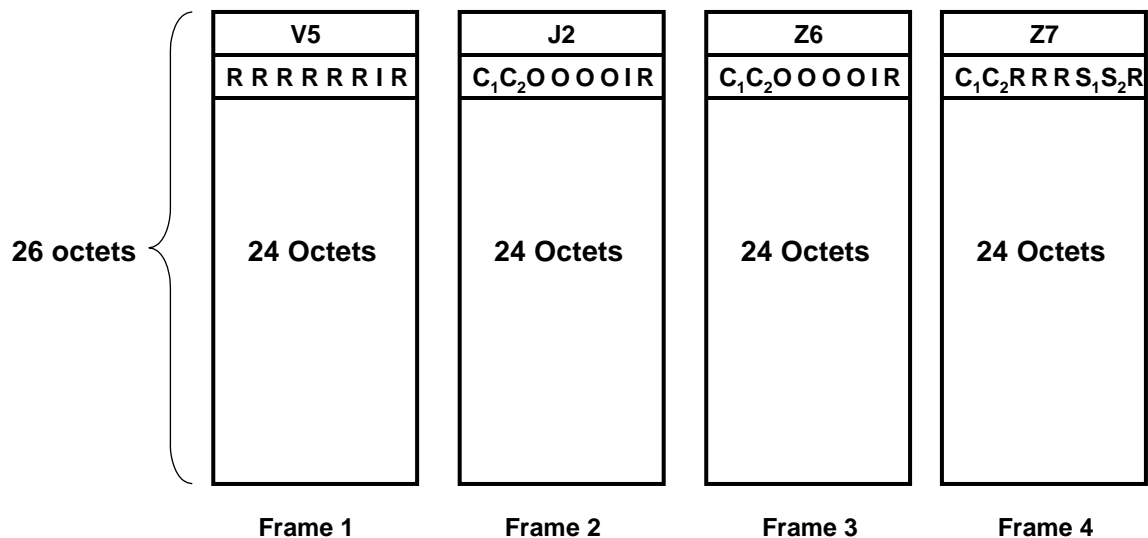 V5 J2 Z6 Z7
R R R R R R I R C₁C₂O O O O I R C₁C₂O O O O I R C₁C₂R R R S₁S₂R
26 octets 24 Octets 24 Octets 24 Octets 24 Octets
Frame 1 Frame 2 Frame 3 Frame 4